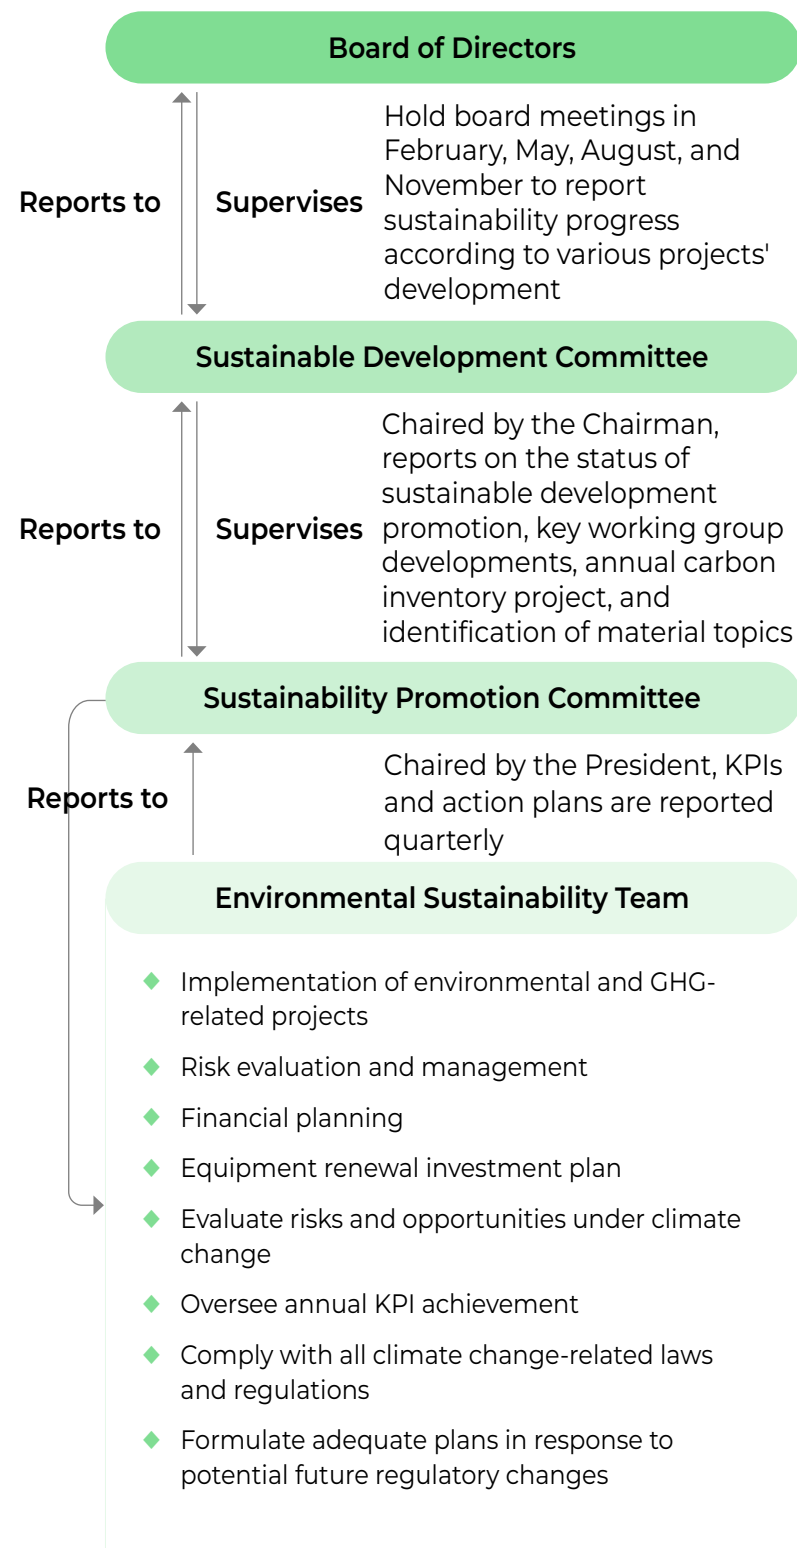 Board of Directors
Reports to
Supervises
Hold board meetings in
February, May, August, and
November to report
sustainability progress
according to various projects'
development
Sustainable Development Committee
Reports to
Supervises
Chaired by the Chairman,
reports on the status of
sustainable development
promotion, key working group
developments, annual carbon
inventory project, and
identification of material topics
Sustainability Promotion Committee
Reports to
Chaired by the President, KPIs
and action plans are reported
quarterly
Environmental Sustainability Team
Implementation of environmental and GHG-
related projects
Risk evaluation and management
Financial planning
Equipment renewal investment plan
Evaluate risks and opportunities under climate
change
Oversee annual KPI achievement
Comply with all climate change-related laws
and regulations
Formulate adequate plans in response to
potential future regulatory changes